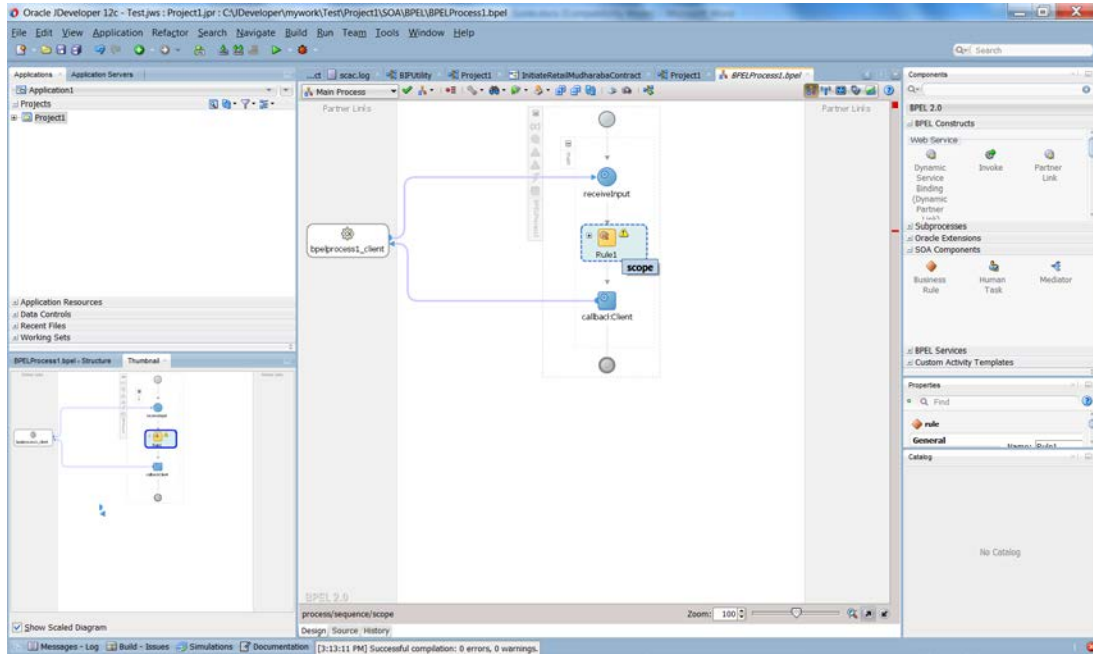 Oracle JDeveloper 12c - Test.jws : Project1.jpr : C:\JDeveloper\mywork\Test\Project1\SOA\BPEL\BPELProcess1.bpel
File Edit View Application Refactor Search Navigate Build Run Team Tools Window Help
Search
Applications Application Servers
...ct scac.log BIPUtility Project1 InitiateRetailMudharabaContract Project1 BPELProcess1.bpel
Components
Application1
Main Process
Projects
Project1
Partner Links
Partner Links
BPEL 2.0
BPEL Constructs
Web Service
Dynamic Service Binding (Dynamic Partner
Invoke
Partner Link
receiveInput
bpelprocess1_client
Rule1
scope
callbackClient
Subprocesses
Oracle Extensions
SOA Components
Business Rule
Human Task
Mediator
Application Resources
Data Controls
Recent Files
Working Sets
BPEL Services
Custom Activity Templates
BPELProcess1.bpel - Structure Thumbnail
Properties
Find
rule
General
Name: Rule1
Catalog
No Catalog
BPEL 2.0
process/sequence/scope
Zoom: 100
Show Scaled Diagram
Design Source History
Messages - Log Build - Issues Simulations Documentation [3:13:11 PM] Successful compilation: 0 errors, 0 warnings.